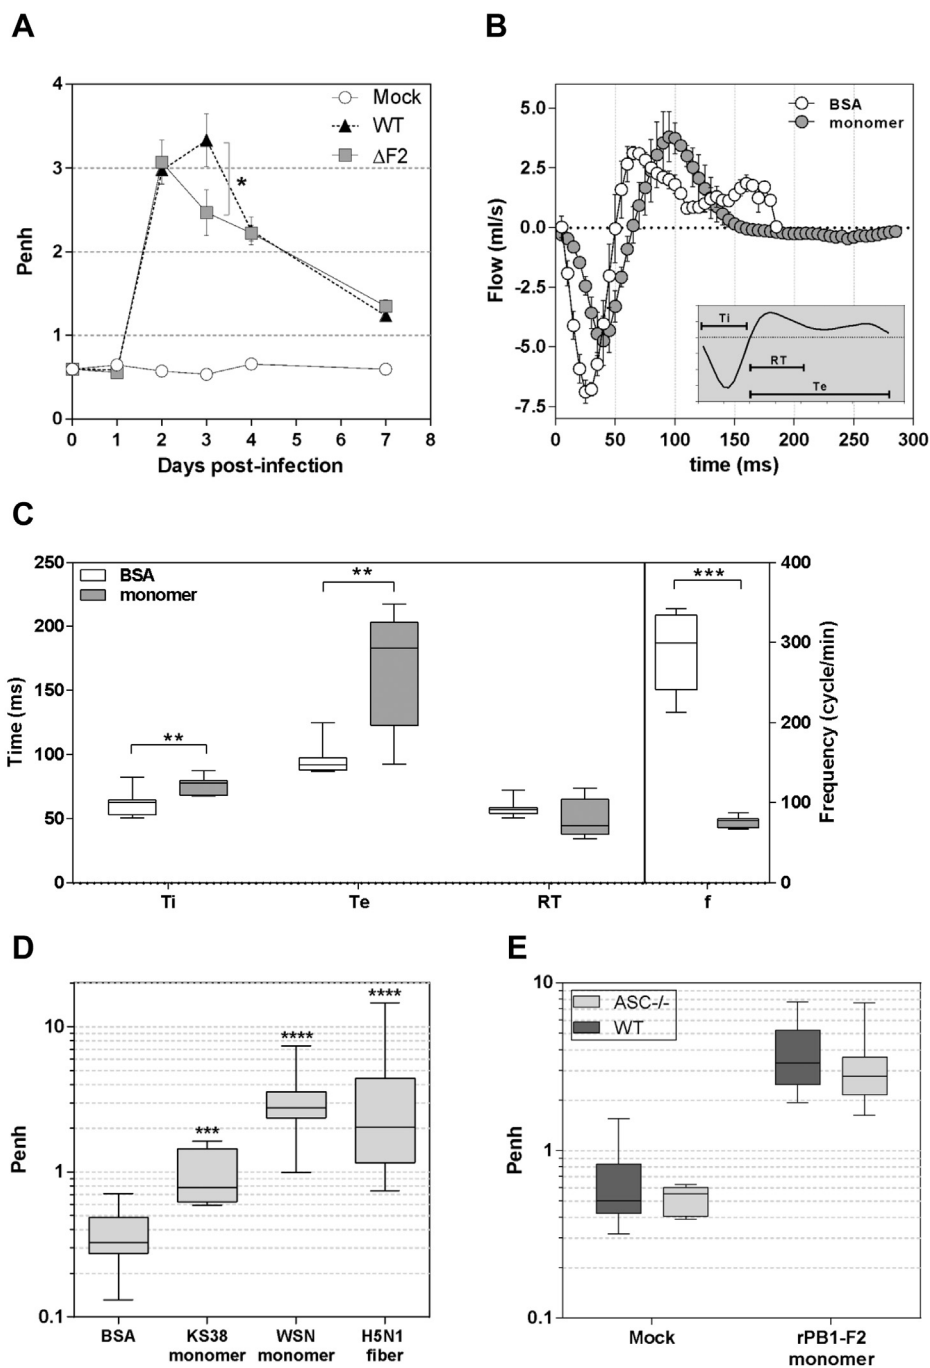 A
4
3
2
1
0
Penh
Mock
WT
ΔF2
*
0 1 2 3 4 5 6 7 8
Days post-infection
B
5.0
2.5
0.0
-2.5
-5.0
-7.5
Flow (ml/s)
BSA
monomer
Ti
RT
Te
0 50 100 150 200 250 300
time (ms)
C
250
200
150
100
50
0
Time (ms)
BSA
monomer
**
**
***
400
300
200
100
0
Frequency (cycle/min)
Ti Te RT f
D
10
1
0.1
Penh
***
****
****
BSA KS38 WSN H5N1
monomer monomer fiber
E
10
1
0.1
Penh
ASC-/-
WT
Mock rPB1-F2
monomer